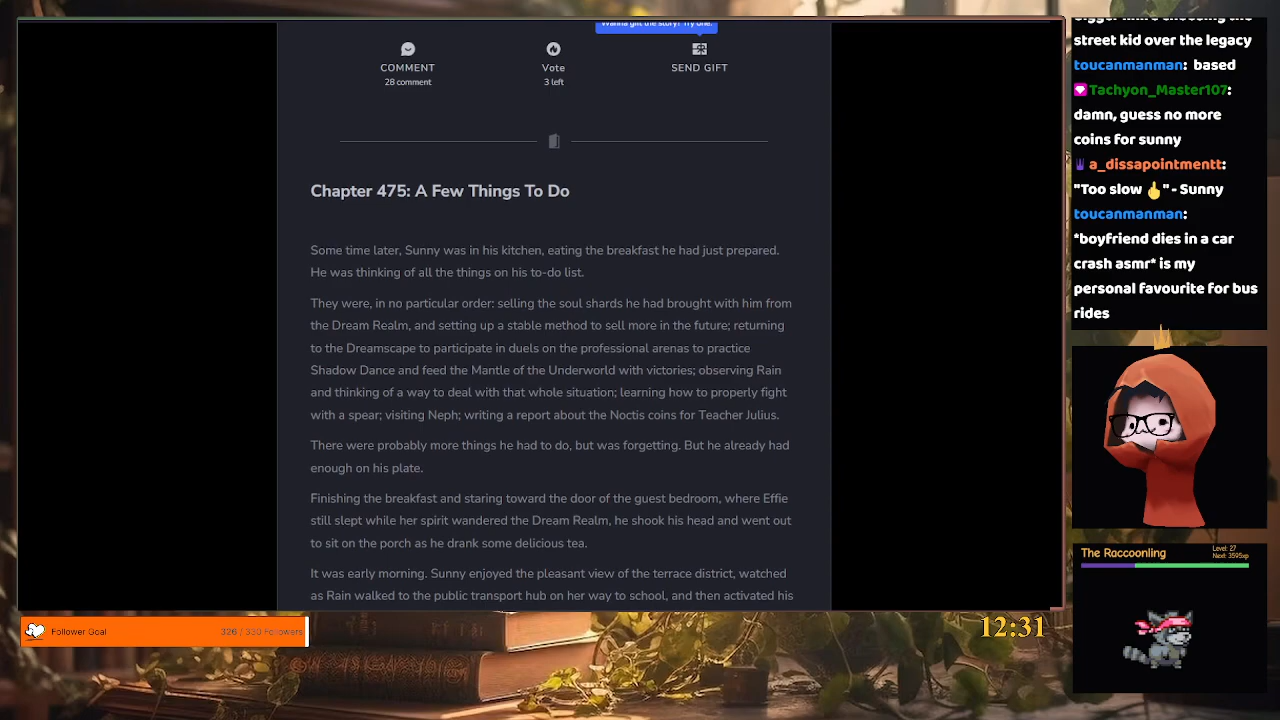 Wanna gift the story? Try one.
COMMENT
28 comment
Vote
3 left
SEND GIFT
Chapter 475: A Few Things To Do
Some time later, Sunny was in his kitchen, eating the breakfast he had just prepared.
He was thinking of all the things on his to-do list.
They were, in no particular order: selling the soul shards he had brought with him from
the Dream Realm, and setting up a stable method to sell more in the future; returning
to the Dreamscape to participate in duels on the professional arenas to practice
Shadow Dance and feed the Mantle of the Underworld with victories; observing Rain
and thinking of a way to deal with that whole situation; learning how to properly fight
with a spear; visiting Neph; writing a report about the Noctis coins for Teacher Julius.
There were probably more things he had to do, but was forgetting. But he already had
enough on his plate.
Finishing the breakfast and staring toward the door of the guest bedroom, where Effie
still slept while her spirit wandered the Dream Realm, he shook his head and went out
to sit on the porch as he drank some delicious tea.
It was early morning. Sunny enjoyed the pleasant view of the terrace district, watched
as Rain walked to the public transport hub on her way to school, and then activated his
street kid over the legacy
toucanmanman: based
Tachyon_Master107:
damn, guess no more
coins for sunny
a_dissapointmentt:
"Too slow 🖕" - Sunny
toucanmanman:
*boyfriend dies in a car
crash asmr* is my
personal favourite for bus
rides
The Raccoonling
Level: 27
Next: 3595xp
Follower Goal
326 / 330 Followers
12:31